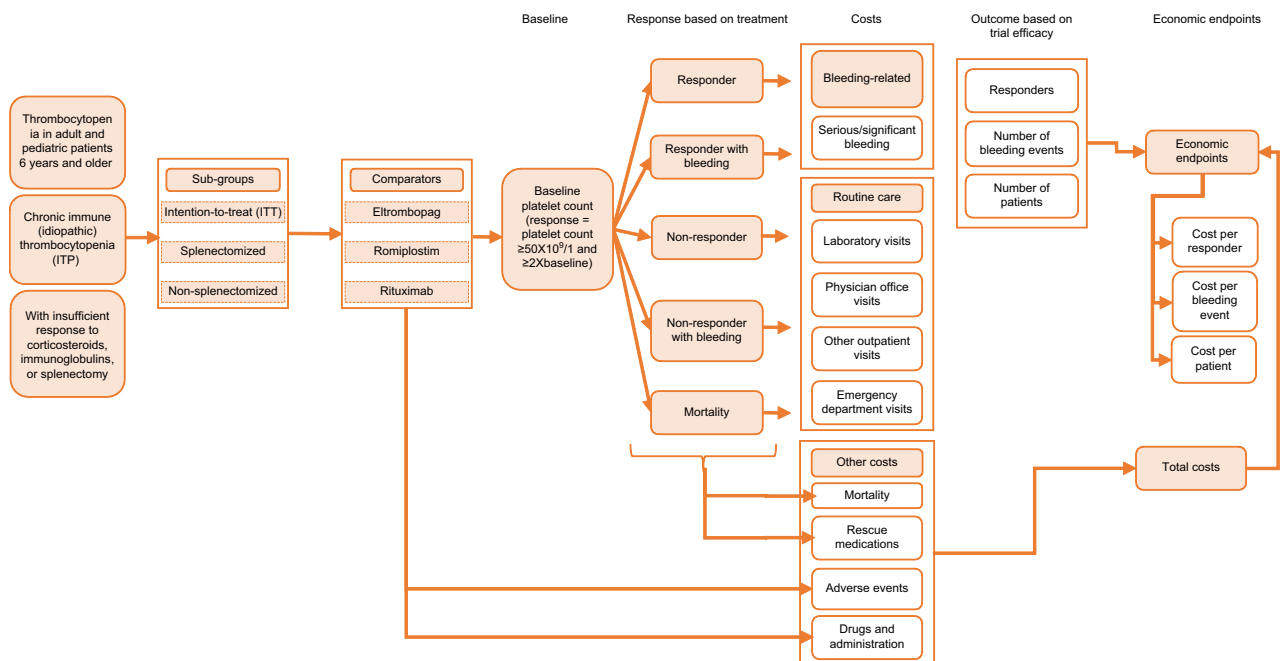 Baseline
Response based on treatment
Costs
Outcome based on
trial efficacy
Economic endpoints
Thrombocytopen
ia in adult and
pediatric patients
6 years and older
Chronic immune
(idiopathic)
thrombocytopenia
(ITP)
With insufficient
response to
corticosteroids,
immunoglobulins,
or splenectomy
Sub-groups
Intention-to-treat (ITT)
Splenectomized
Non-splenectomized
Comparators
Eltrombopag
Romiplostim
Rituximab
Baseline
platelet count
(response =
platelet count
≥50X10⁹/1 and
≥2Xbaseline)
Responder
Responder with
bleeding
Non-responder
Non-responder
with bleeding
Mortality
Bleeding-related
Serious/significant
bleeding
Routine care
Laboratory visits
Physician office
visits
Other outpatient
visits
Emergency
department visits
Other costs
Mortality
Rescue
medications
Adverse events
Drugs and
administration
Responders
Number of
bleeding events
Number of
patients
Economic
endpoints
Cost per
responder
Cost per
bleeding
event
Cost per
patient
Total costs